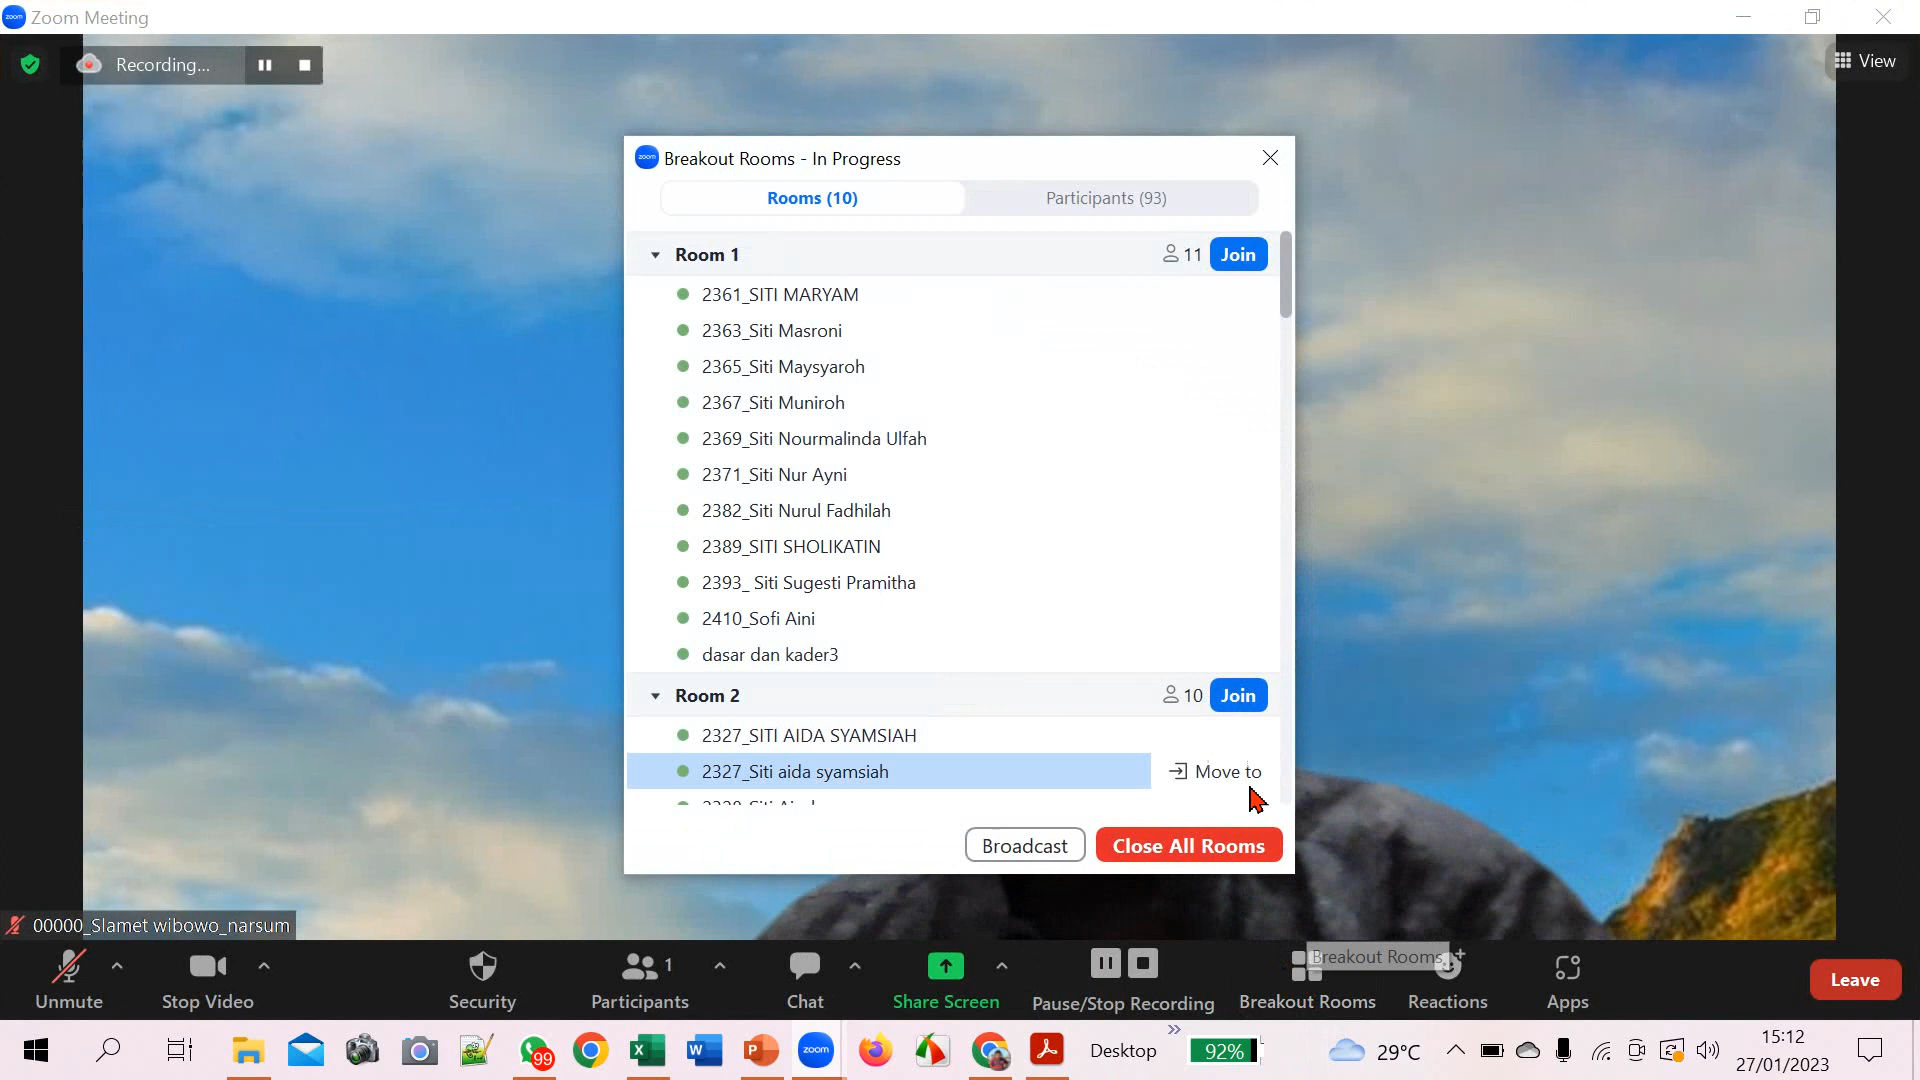 zoom Zoom Meeting
Recording...
View
zoom Breakout Rooms - In Progress
Rooms (10)
Participants (93)
Room 1
11
Join
2361_SITI MARYAM
2363_Siti Masroni
2365_Siti Maysyaroh
2367_Siti Muniroh
2369_Siti Nourmalinda Ulfah
2371_Siti Nur Ayni
2382_Siti Nurul Fadhilah
2389_SITI SHOLIKATIN
2393_ Siti Sugesti Pramitha
2410_Sofi Aini
dasar dan kader3
Room 2
10
Join
2327_SITI AIDA SYAMSIAH
2327_Siti aida syamsiah
Move to
Broadcast
Close All Rooms
00000_Slamet wibowo_narsum
Breakout Rooms
1
Unmute
Stop Video
Security
Participants
Chat
Share Screen
Pause/Stop Recording
Breakout Rooms
Reactions
Apps
Leave
99
zoom
Desktop
92%
29°C
15:12
27/01/2023